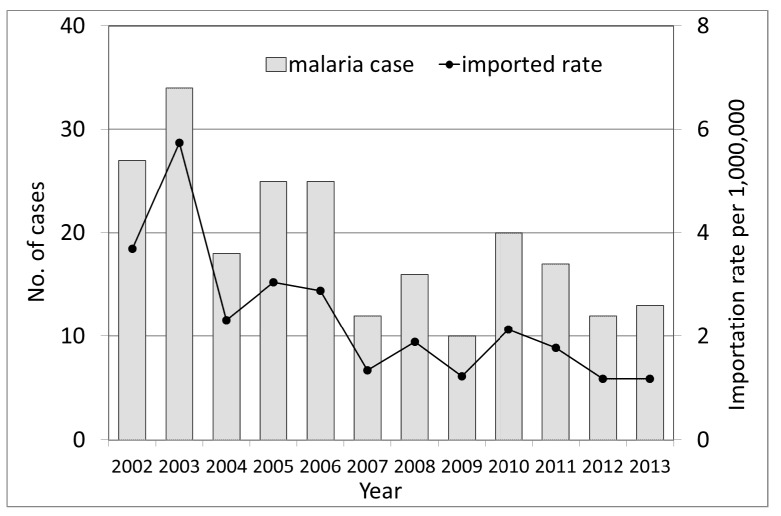 malaria case
imported rate
40
30
20
10
0
No. of cases
8
6
4
2
0
Importation rate per 1,000,000
2002 2003 2004 2005 2006 2007 2008 2009 2010 2011 2012 2013
Year